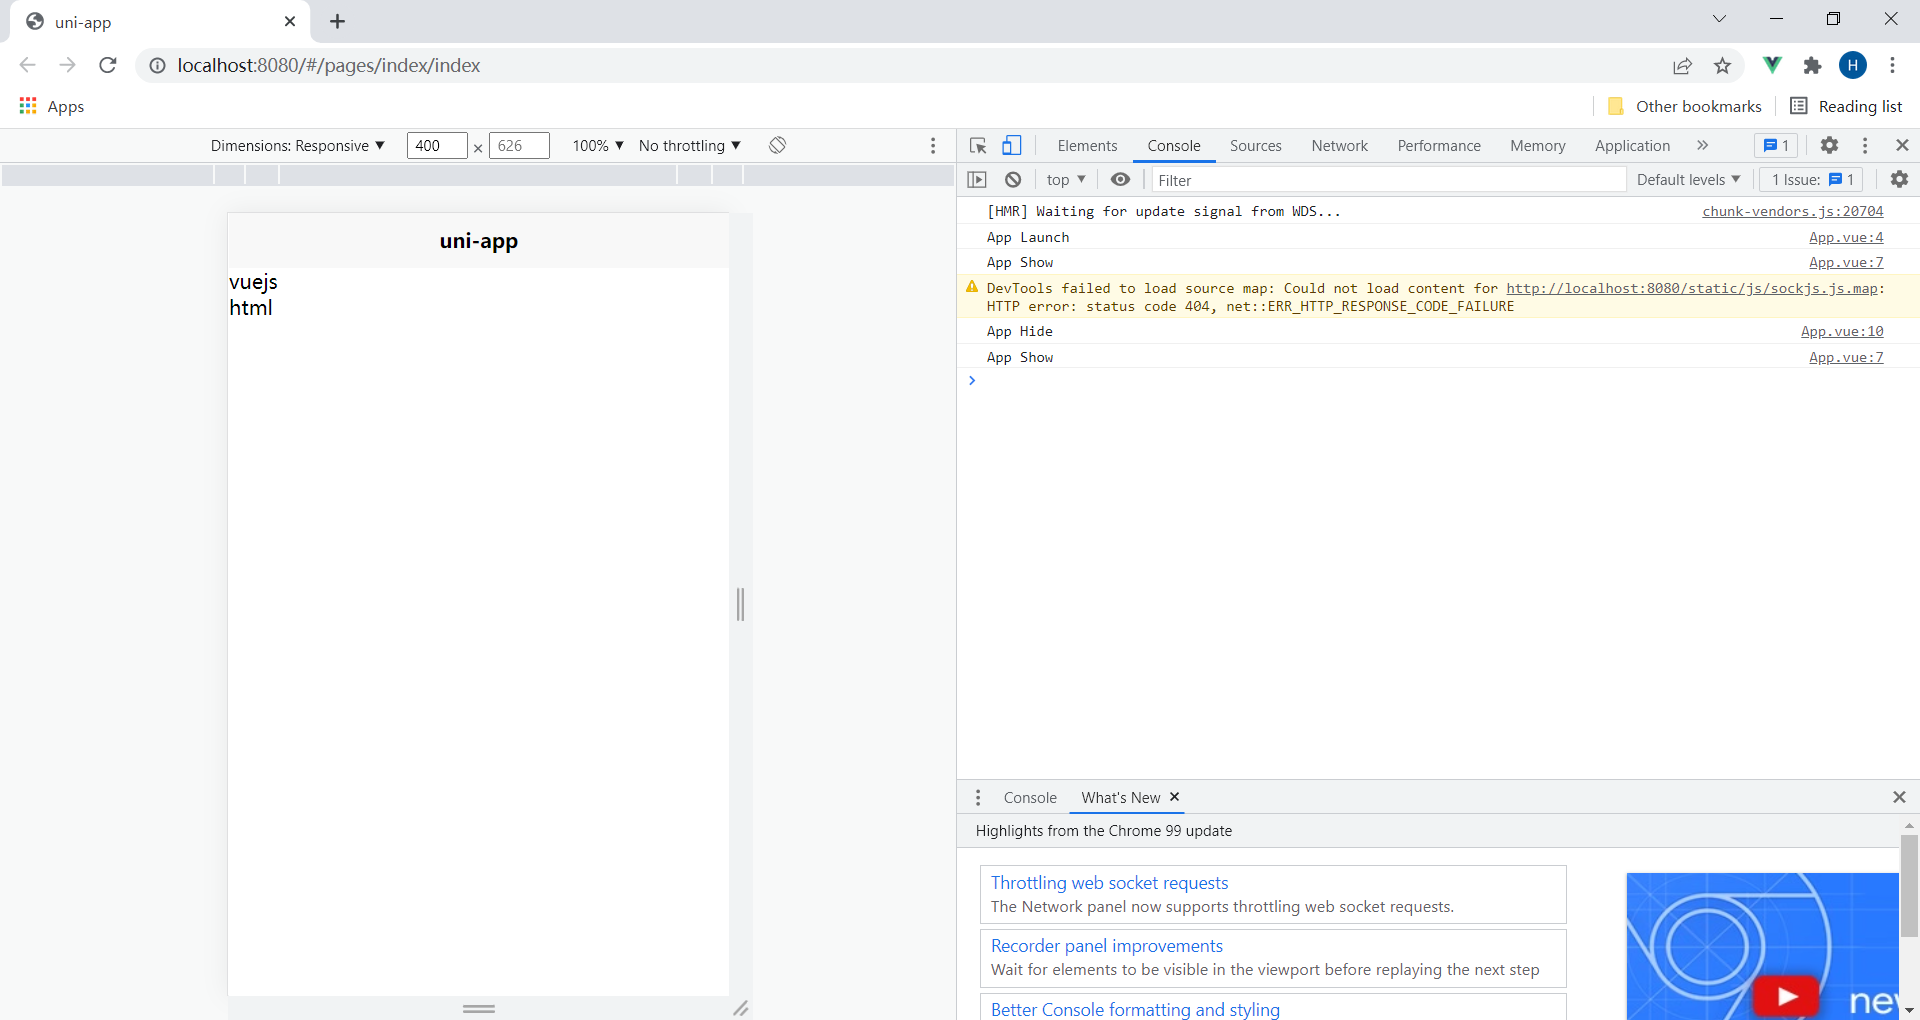 uni-app
localhost:8080/#/pages/index/index
H
Apps
Other bookmarks
Reading list
Dimensions: Responsive ▼ 400 × 626 100% ▼ No throttling ▼
Elements Console Sources Network Performance Memory Application » 1
top ▼ Filter Default levels ▼ 1 Issue: 1
uni-app
vuejs
html
[HMR] Waiting for update signal from WDS... chunk-vendors.js:20704
App Launch App.vue:4
App Show App.vue:7
DevTools failed to load source map: Could not load content for http://localhost:8080/static/js/sockjs.js.map:
HTTP error: status code 404, net::ERR_HTTP_RESPONSE_CODE_FAILURE
App Hide App.vue:10
App Show App.vue:7
Console What's New
Highlights from the Chrome 99 update
Throttling web socket requests
The Network panel now supports throttling web socket requests.
Recorder panel improvements
Wait for elements to be visible in the viewport before replaying the next step
Better Console formatting and styling